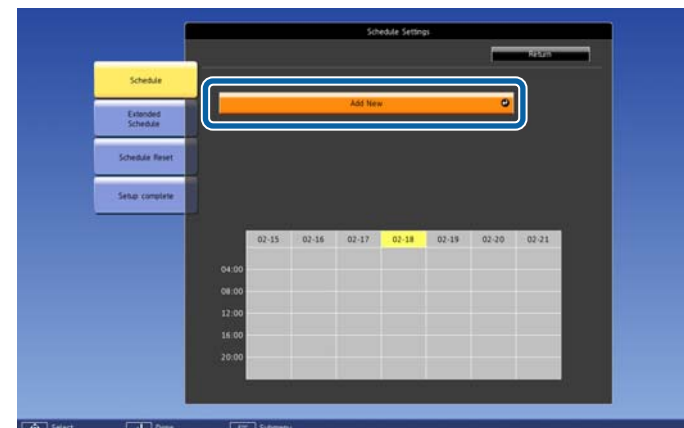 Schedule Settings
Return
Schedule
Add New
Extended
Schedule
Schedule Reset
Setup complete
02-15 02-16 02-17 02-18 02-19 02-20 02-21
04:00
08:00
12:00
16:00
20:00
Select